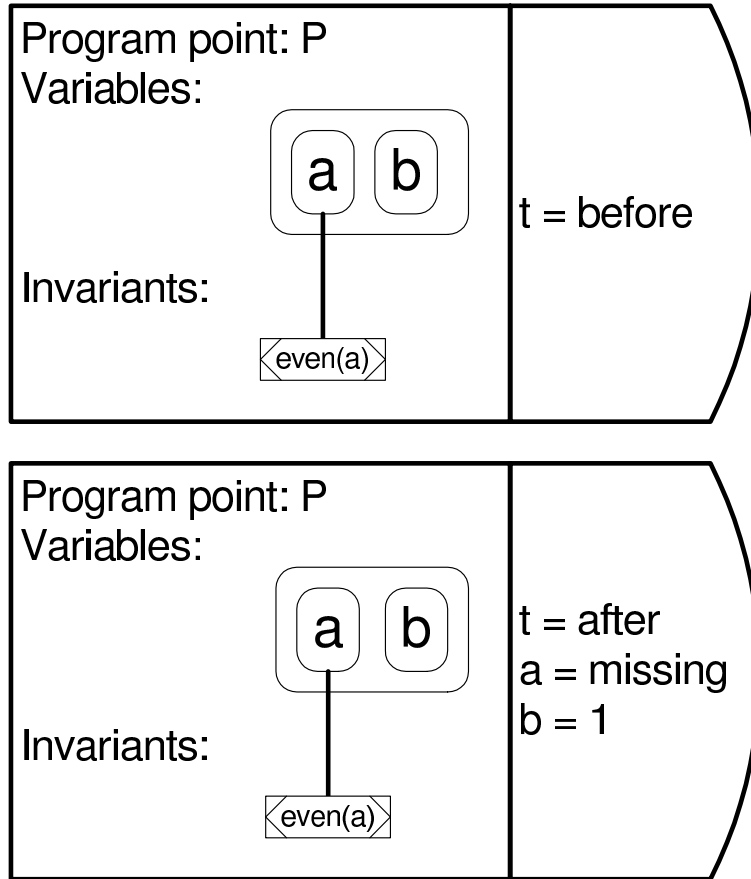 Program point: P
Variables:
a b
t = before
Invariants:
even(a)
Program point: P
Variables:
a b
t = after
a = missing
b = 1
Invariants:
even(a)